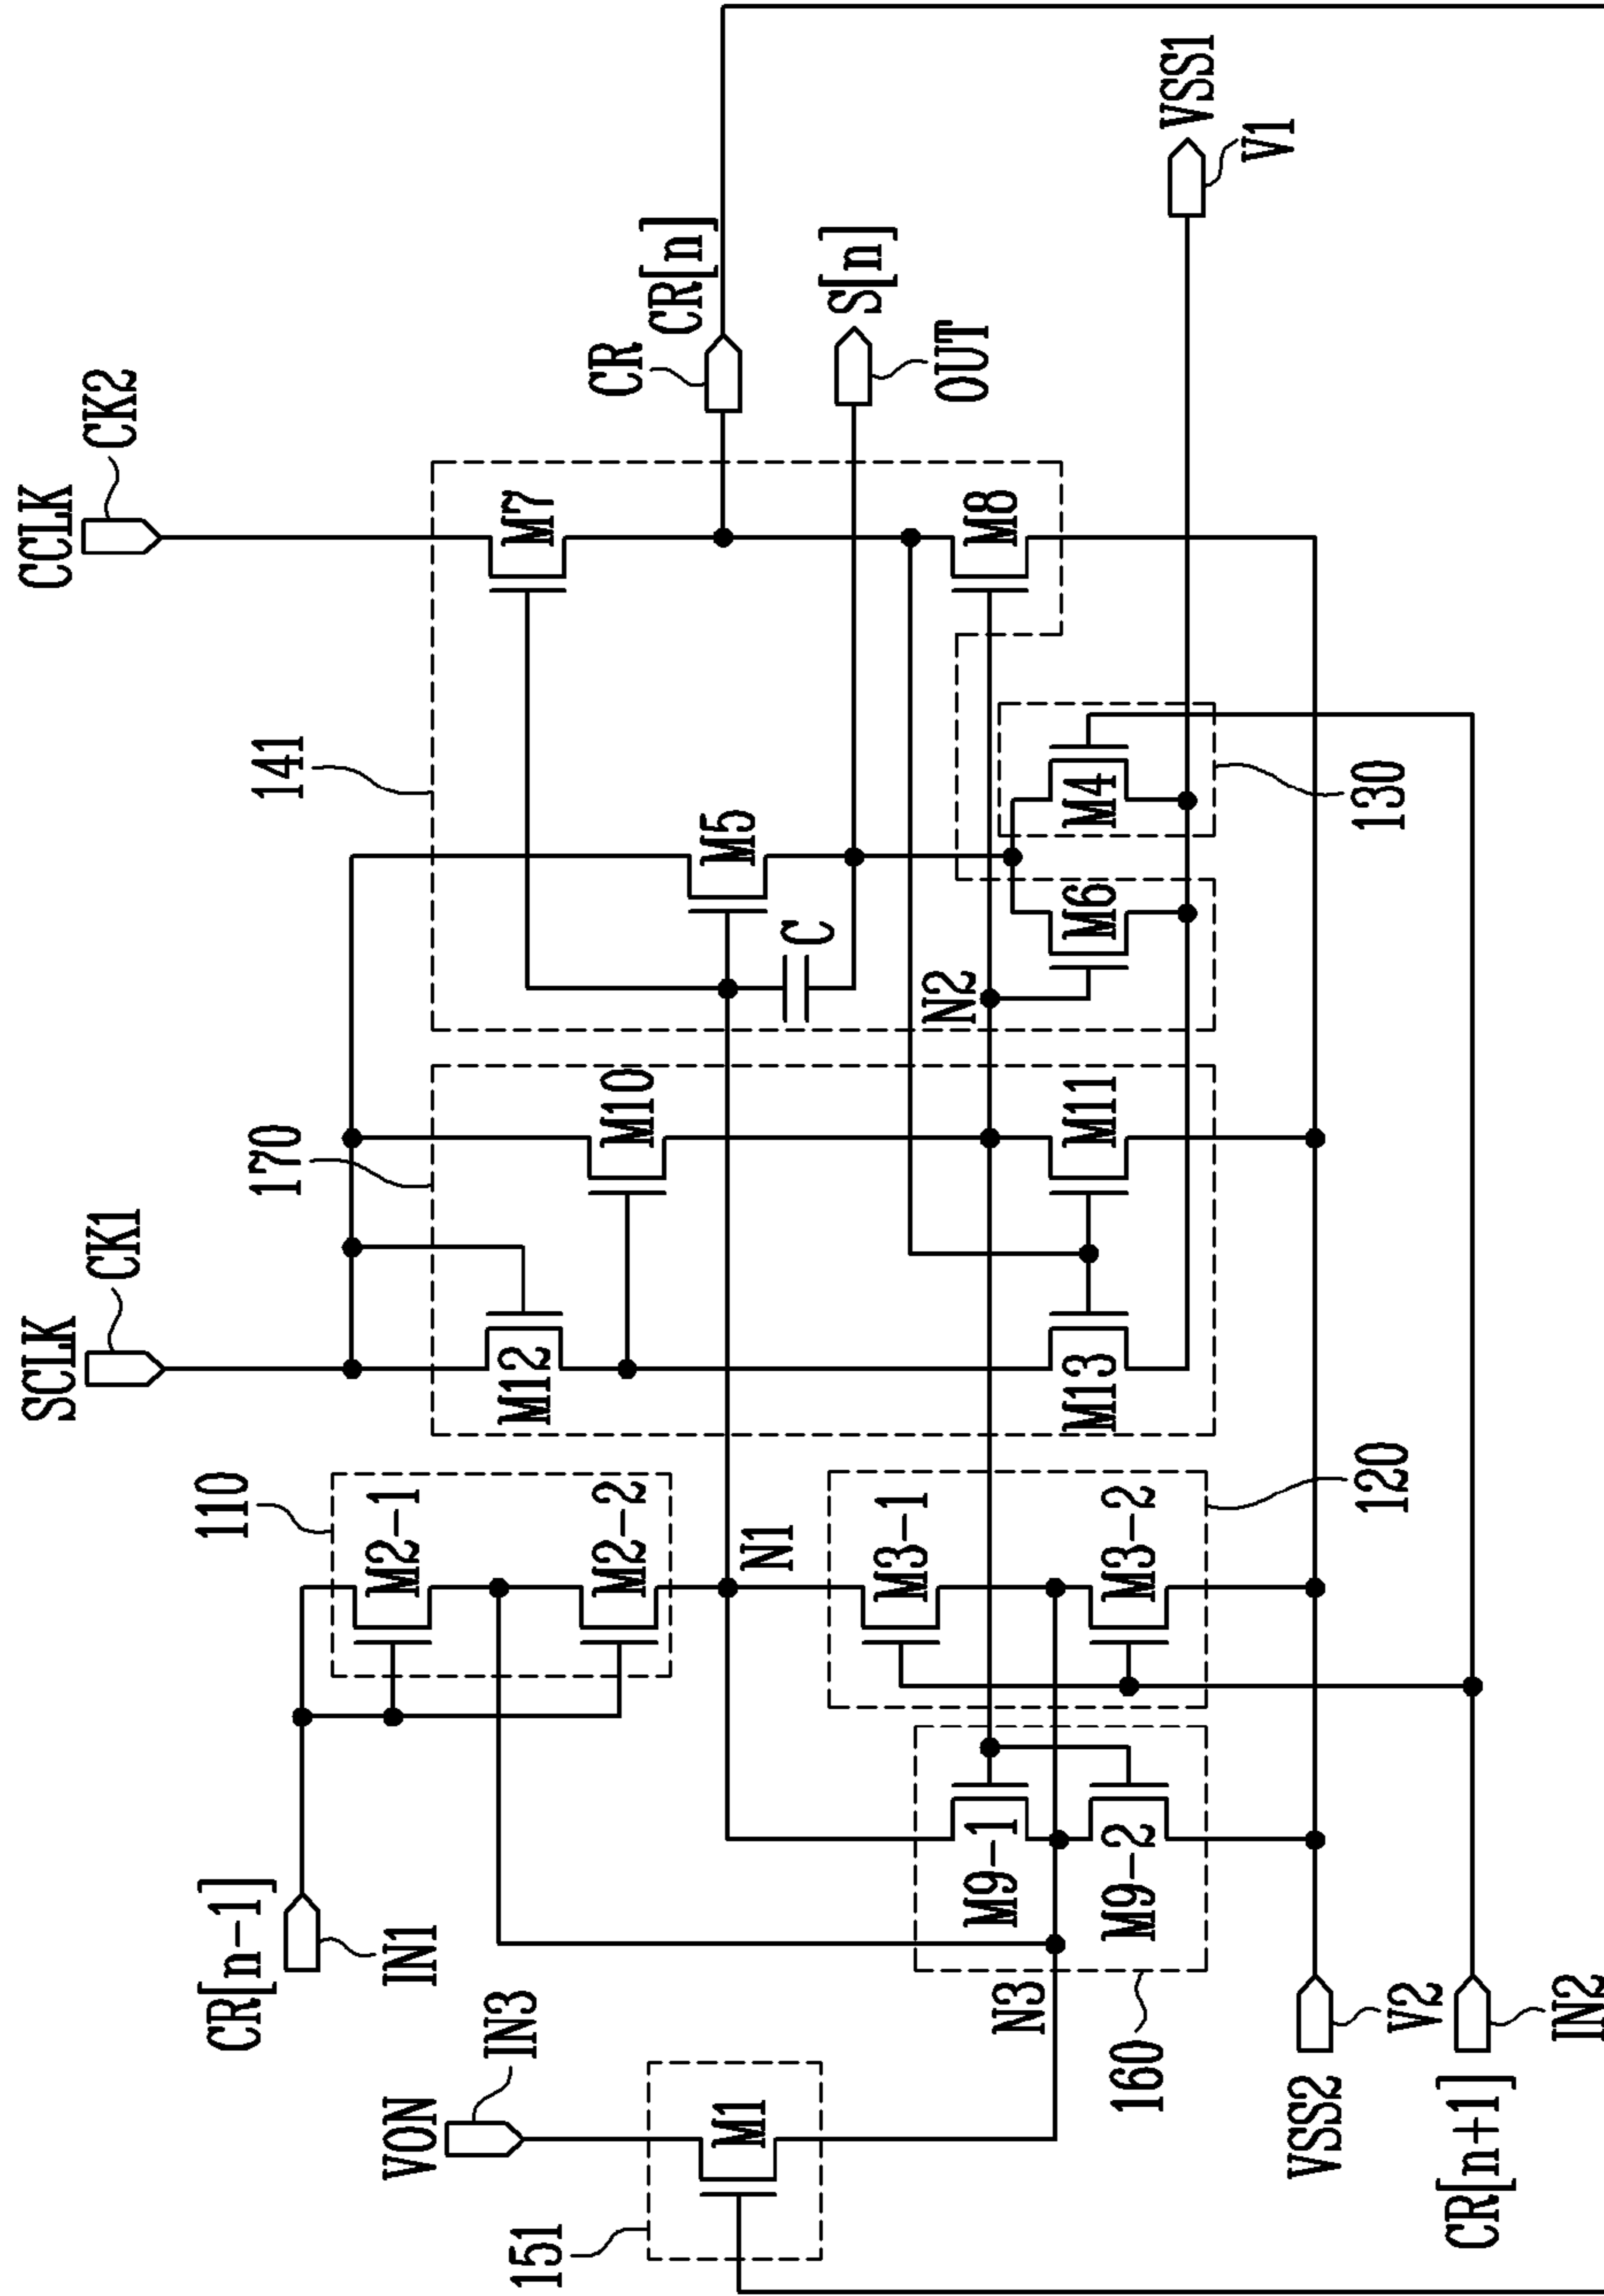 SCLK
CK1
CCLK
CK2
VON
IN3
CR[n-1]
IN1
110
170
141
151
M1
M2-1
M2-2
M12
M10
M5
M7
C
CR
CR[n]
S[n]
OUT
N1
N2
N3
M9-1
M9-2
M3-1
M3-2
M13
M11
M6
M4
M8
160
120
130
VSS1
V1
VSS2
V2
CR[n+1]
IN2